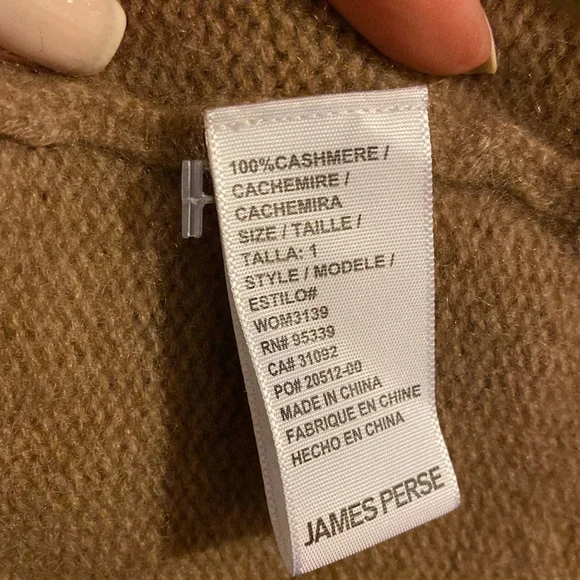 100%CASHMERE /
CACHEMIRE /
CACHEMIRA
SIZE / TAILLE /
TALLA: 1
STYLE / MODELE /
ESTILO#
WOM3139
RN# 95339
CA# 31092
PO# 20512-00
MADE IN CHINA
FABRIQUE EN CHINE
HECHO EN CHINA
JAMES PERSE